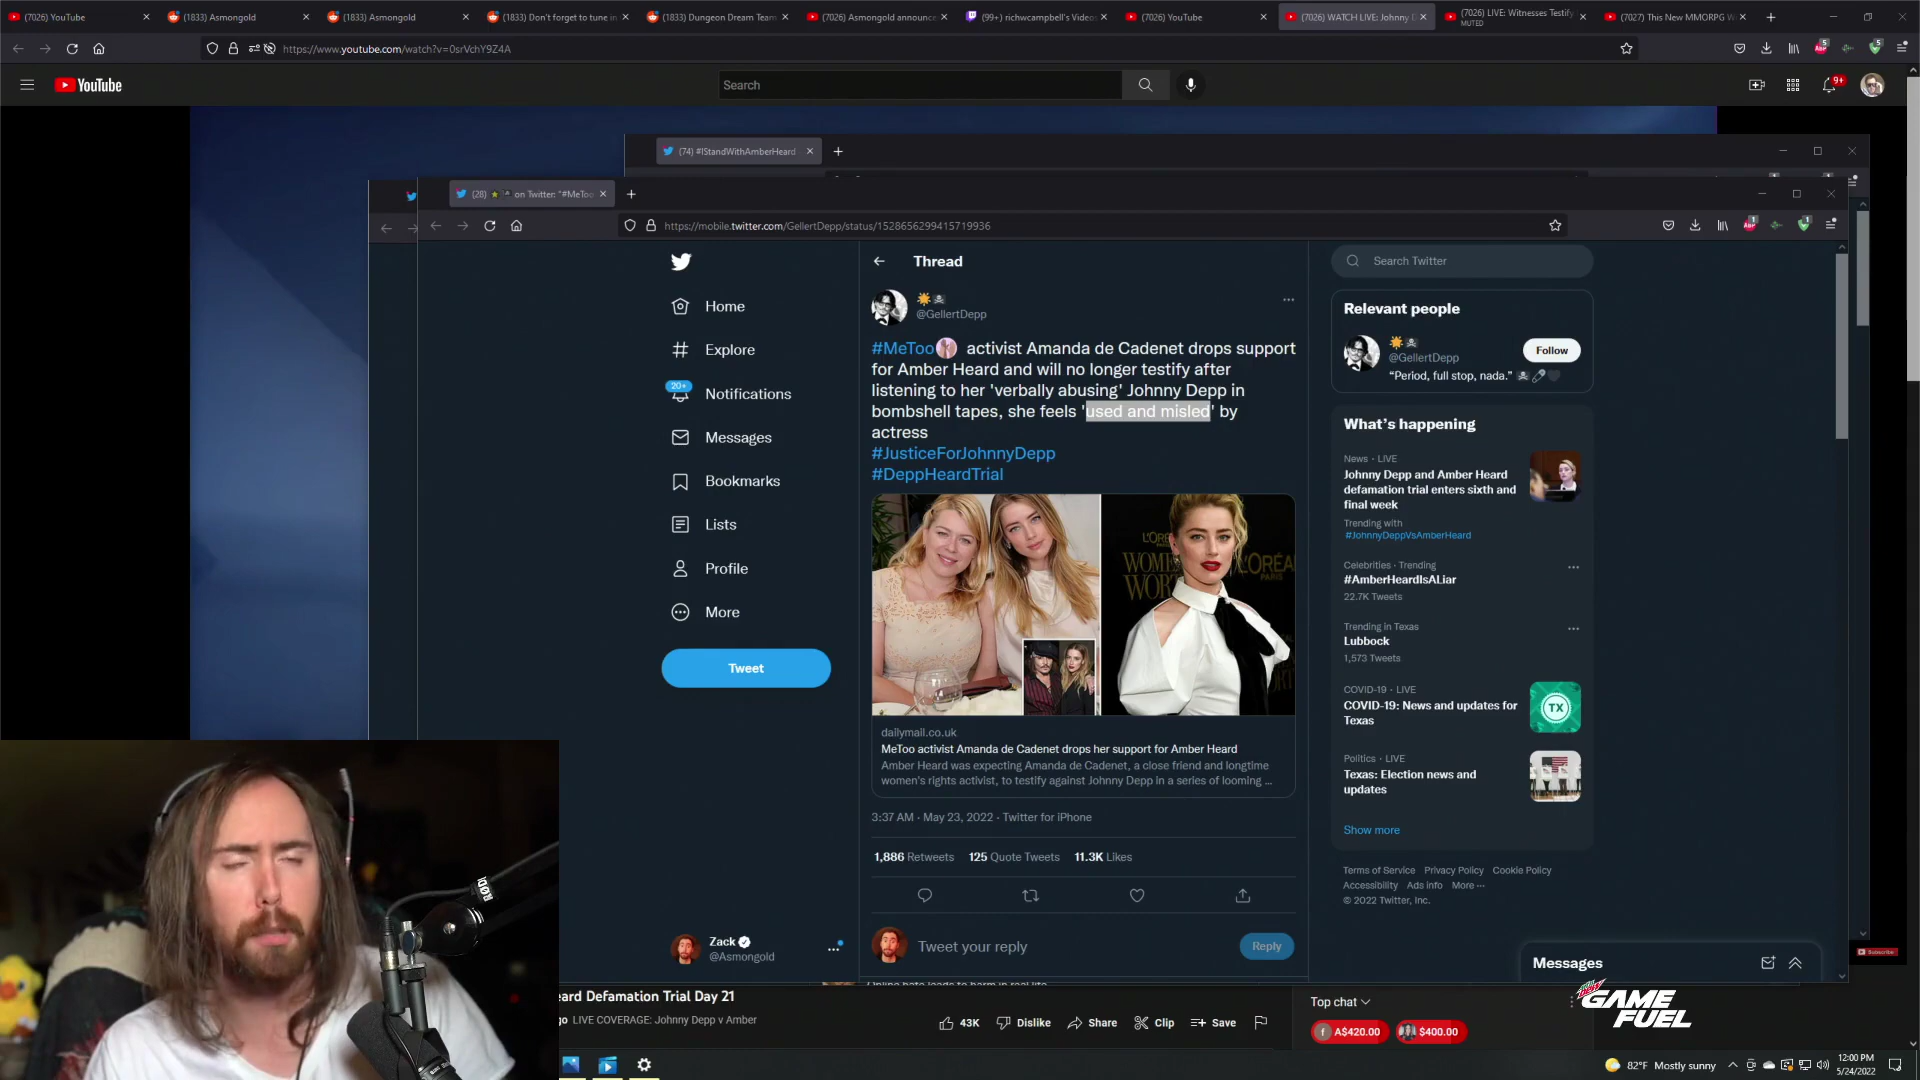 (7026) YouTube
(1833) Asmongold
(1833) Asmongold
(1833) Don't forget to tune in
(1833) Dungeon Dream Team
(7026) Asmongold announce
(99+) richwcampbell's Videos
(7026) YouTube
(7026) WATCH LIVE: Johnny D
(7026) LIVE: Witnesses Testify
MUTED
(7027) This New MMORPG W
https://www.youtube.com/watch?v=0srVchY9Z4A
YouTube
Search
9+
(74) #IStandWithAmberHeard
(28) on Twitter: "#MeToo
https://mobile.twitter.com/GellertDepp/status/1528656299415719936
Home
Explore
20+
Notifications
Messages
Bookmarks
Lists
Profile
More
Tweet
Zack
@Asmongold
Thread
@GellertDepp
#MeToo activist Amanda de Cadenet drops support
for Amber Heard and will no longer testify after
listening to her 'verbally abusing' Johnny Depp in
bombshell tapes, she feels 'used and misled' by
actress
#JusticeForJohnnyDepp
#DeppHeardTrial
L'ORÉA
WOMEN
WORT
L'ORÉA
PARIS
dailymail.co.uk
MeToo activist Amanda de Cadenet drops her support for Amber Heard
Amber Heard was expecting Amanda de Cadenet, a close friend and longtime
women's rights activist, to testify against Johnny Depp in a series of looming ...
3:37 AM · May 23, 2022 · Twitter for iPhone
1,886 Retweets 125 Quote Tweets 11.3K Likes
Tweet your reply
Reply
Search Twitter
Relevant people
@GellertDepp
Follow
“Period, full stop, nada.”
What's happening
News · LIVE
Johnny Depp and Amber Heard
defamation trial enters sixth and
final week
Trending with
#JohnnyDeppVsAmberHeard
Celebrities · Trending
#AmberHeardIsALiar
22.7K Tweets
Trending in Texas
Lubbock
1,573 Tweets
COVID-19 · LIVE
COVID-19: News and updates for
Texas
TX
Politics · LIVE
Texas: Election news and
updates
Show more
Terms of Service Privacy Policy Cookie Policy
Accessibility Ads info More ···
© 2022 Twitter, Inc.
Messages
Subscribe
GAME
FUEL
RØDE
eard Defamation Trial Day 21
go LIVE COVERAGE: Johnny Depp v Amber
43K
Dislike
Share
Clip
Save
Top chat
A$420.00
$400.00
82°F Mostly sunny
12:00 PM
5/24/2022